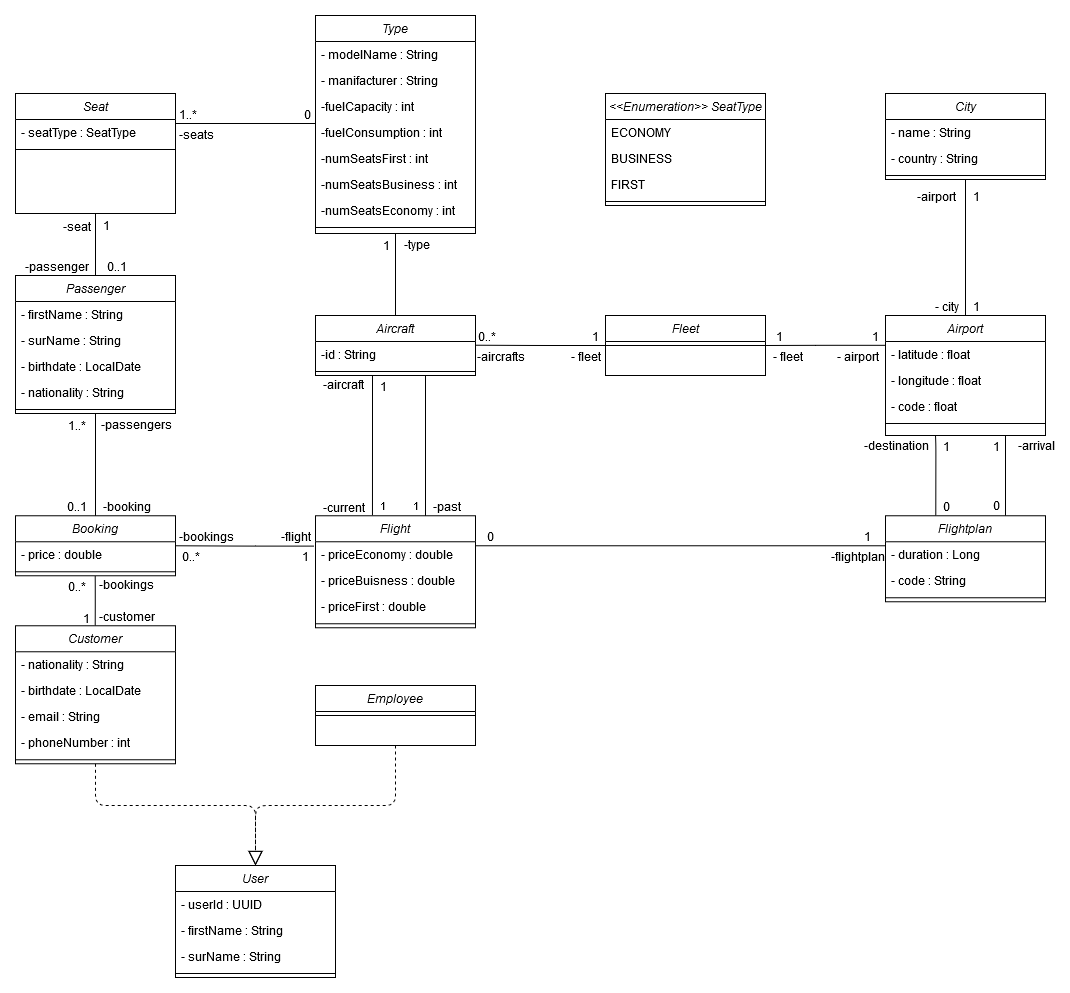 Type
- modelName : String
- manifacturer : String
-fuelCapacity : int
-fuelConsumption : int
-numSeatsFirst : int
-numSeatsBusiness : int
-numSeatsEconomy : int
Seat
- seatType : SeatType
1..*
-seats
0
<<Enumeration>> SeatType
ECONOMY
BUSINESS
FIRST
City
- name : String
- country : String
-airport
1
- city
1
-seat
1
-passenger
0..1
1
-type
Passenger
- firstName : String
- surName : String
- birthdate : LocalDate
- nationality : String
Aircraft
-id : String
0..*
-aircrafts
1
- fleet
Fleet
1
- fleet
1
- airport
Airport
- latitude : float
- longitude : float
- code : float
1..*
-passengers
0..1
-booking
-aircraft
1
-current
1
1
-past
-destination
1
1
-arrival
0
0
Booking
- price : double
-bookings
0..*
-flight
1
Flight
- priceEconomy : double
- priceBuisness : double
- priceFirst : double
0
1
-flightplan
Flightplan
- duration : Long
- code : String
0..*
-bookings
1
-customer
Customer
- nationality : String
- birthdate : LocalDate
- email : String
- phoneNumber : int
Employee
User
- userId : UUID
- firstName : String
- surName : String